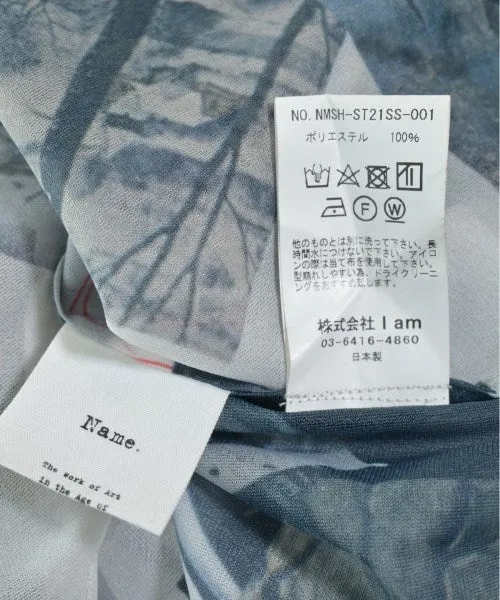 NO. NMSH-ST21SS-001
ポリエステル 100%
F W
他のものとは別に洗って下さい。長
時間水につけないで下さい。アイロ
ンの際は当て布を使用して下さい。
型崩れしやすい為、ドライクリーニ
ングをおすすめ致します。
株式会社 I am
03-6416-4860
日本製
Name.
The Work of Art
in the Age of